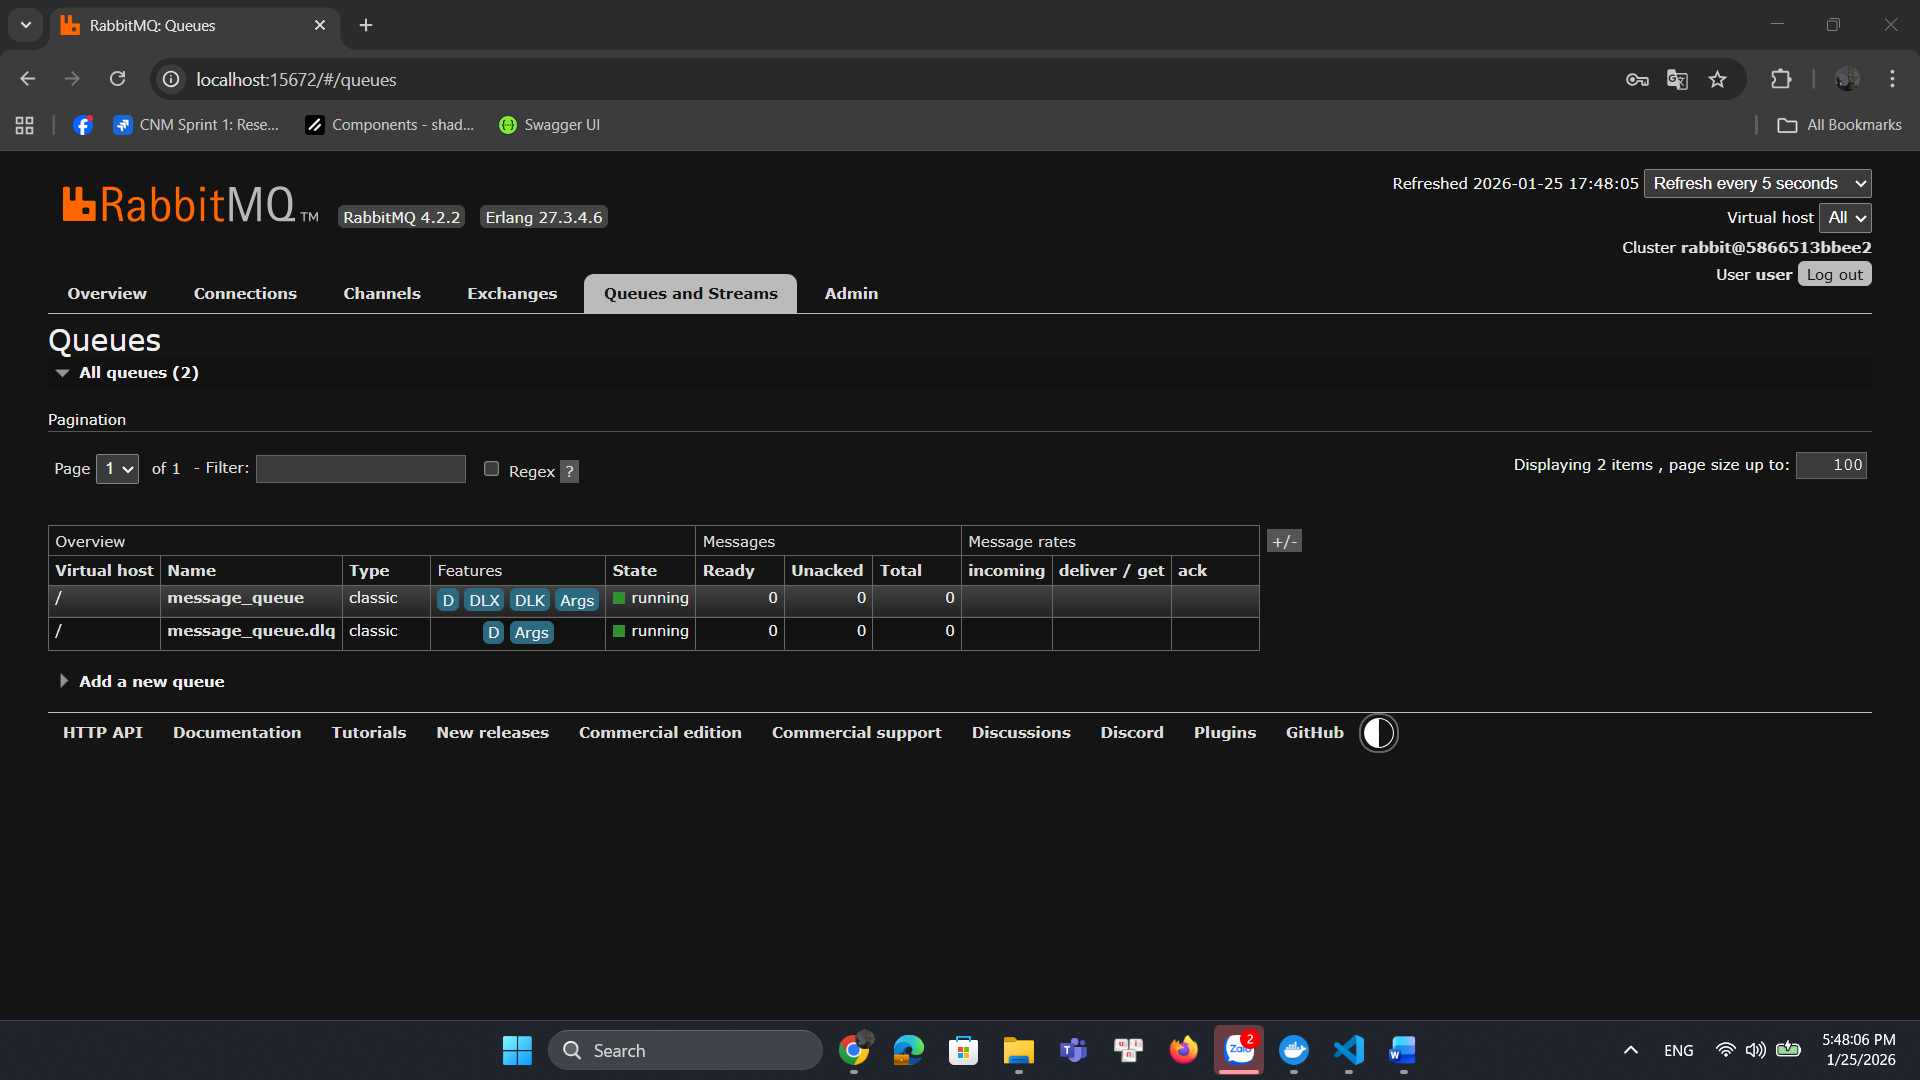 RabbitMQ: Queues
localhost:15672/#/queues
CNM Sprint 1: Rese...
Components - shad...
Swagger UI
All Bookmarks
RabbitMQ TM
RabbitMQ 4.2.2
Erlang 27.3.4.6
Refreshed 2026-01-25 17:48:05 Refresh every 5 seconds
Virtual host All
Cluster rabbit@5866513bbee2
User user Log out
Overview Connections Channels Exchanges Queues and Streams Admin
Queues
All queues (2)
Pagination
Page 1 of 1 - Filter: Regex ?
Displaying 2 items , page size up to: 100
Overview Messages Message rates +/-
Virtual host Name Type Features State Ready Unacked Total incoming deliver / get ack
/ message_queue classic D DLX DLK Args running 0 0 0
/ message_queue.dlq classic D Args running 0 0 0
Add a new queue
HTTP API Documentation Tutorials New releases Commercial edition Commercial support Discussions Discord Plugins GitHub
Search
Zalo
2
ENG
5:48:06 PM
1/25/2026